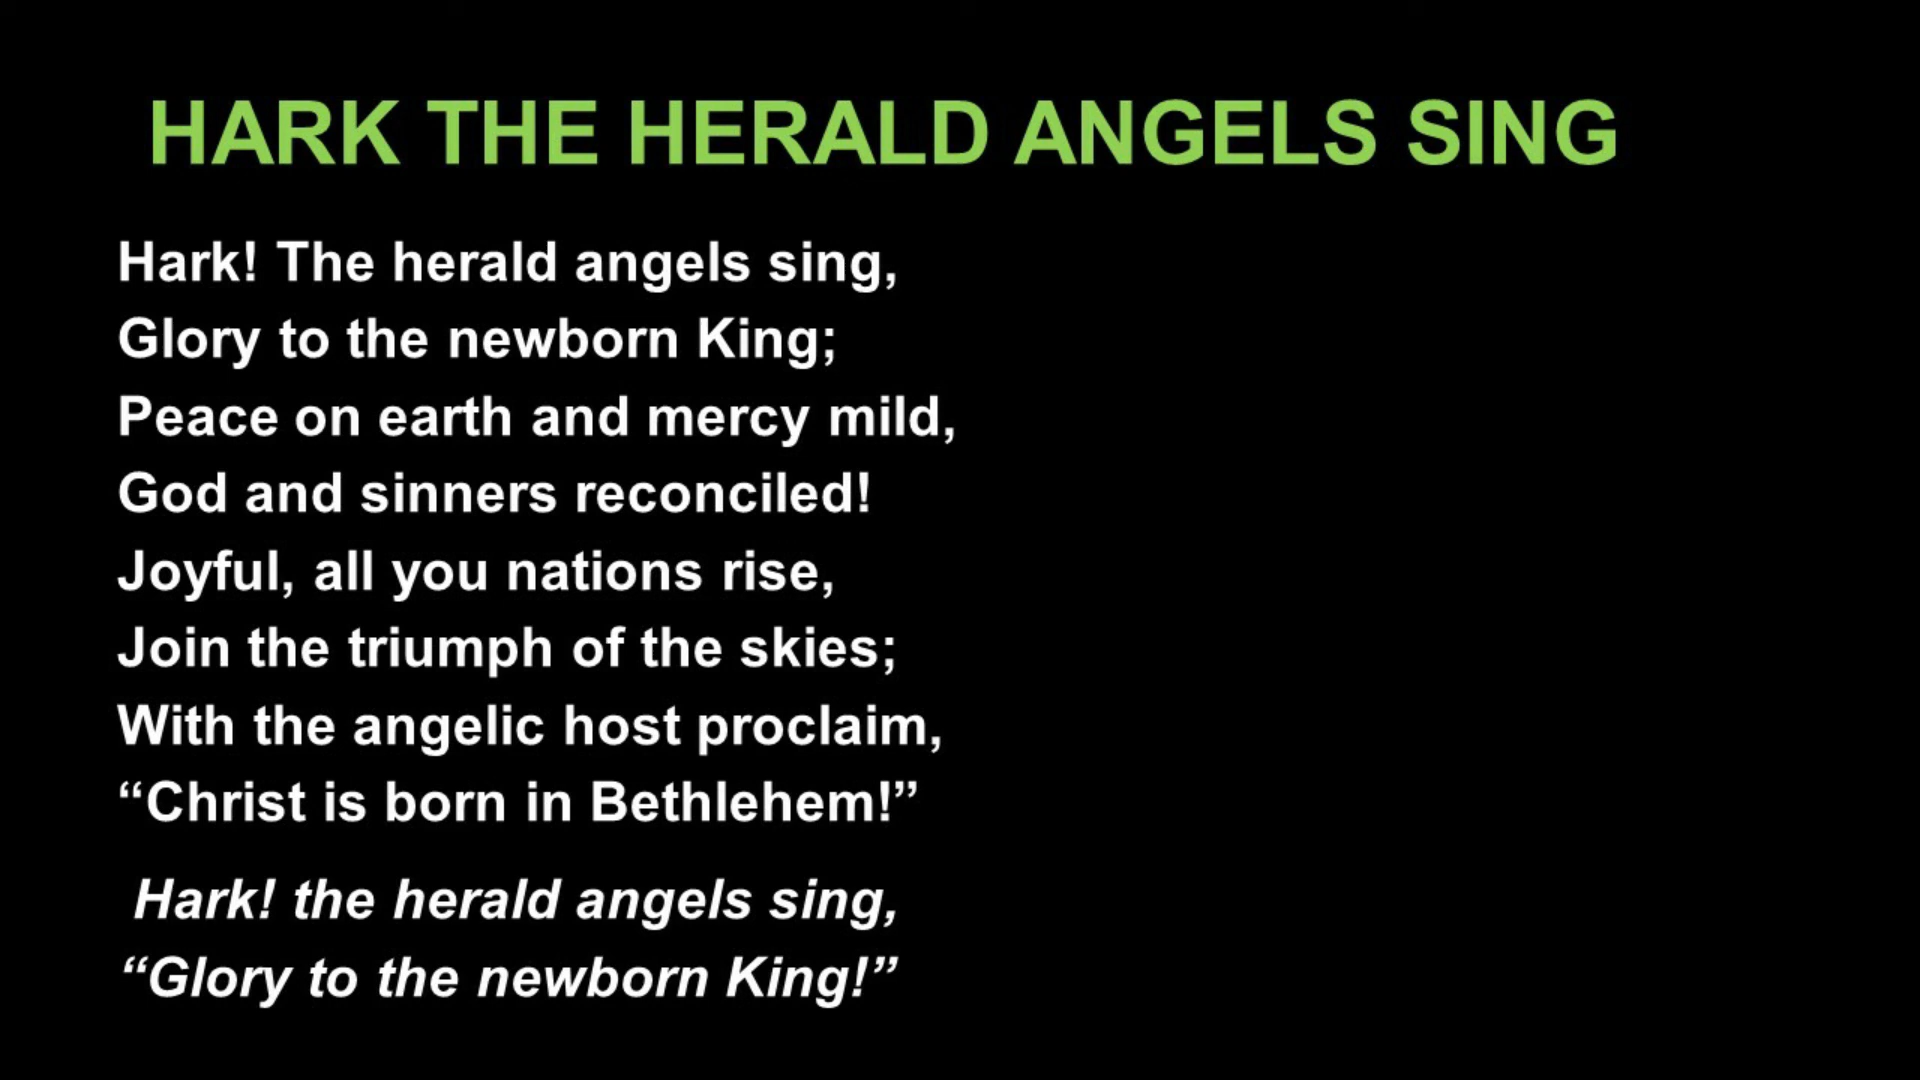 HARK THE HERALD ANGELS SING
Hark! The herald angels sing,
Glory to the newborn King;
Peace on earth and mercy mild,
God and sinners reconciled!
Joyful, all you nations rise,
Join the triumph of the skies;
With the angelic host proclaim,
“Christ is born in Bethlehem!”
Hark! the herald angels sing,
“Glory to the newborn King!”